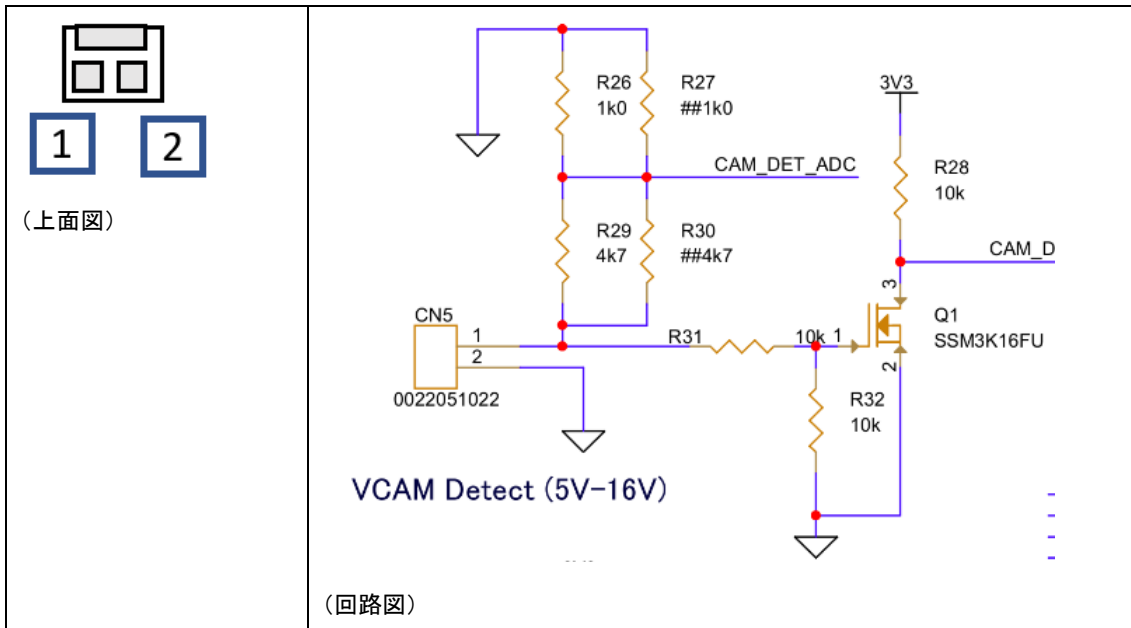 1
2
(上面図)
R26
1k0
R27
##1k0
3V3
CAM_DET_ADC
R28
10k
R29
4k7
R30
##4k7
CAM_D
3
CN5
1
2
0022051022
R31
10k
1
Q1
SSM3K16FU
2
R32
10k
VCAM Detect (5V-16V)
(回路図)